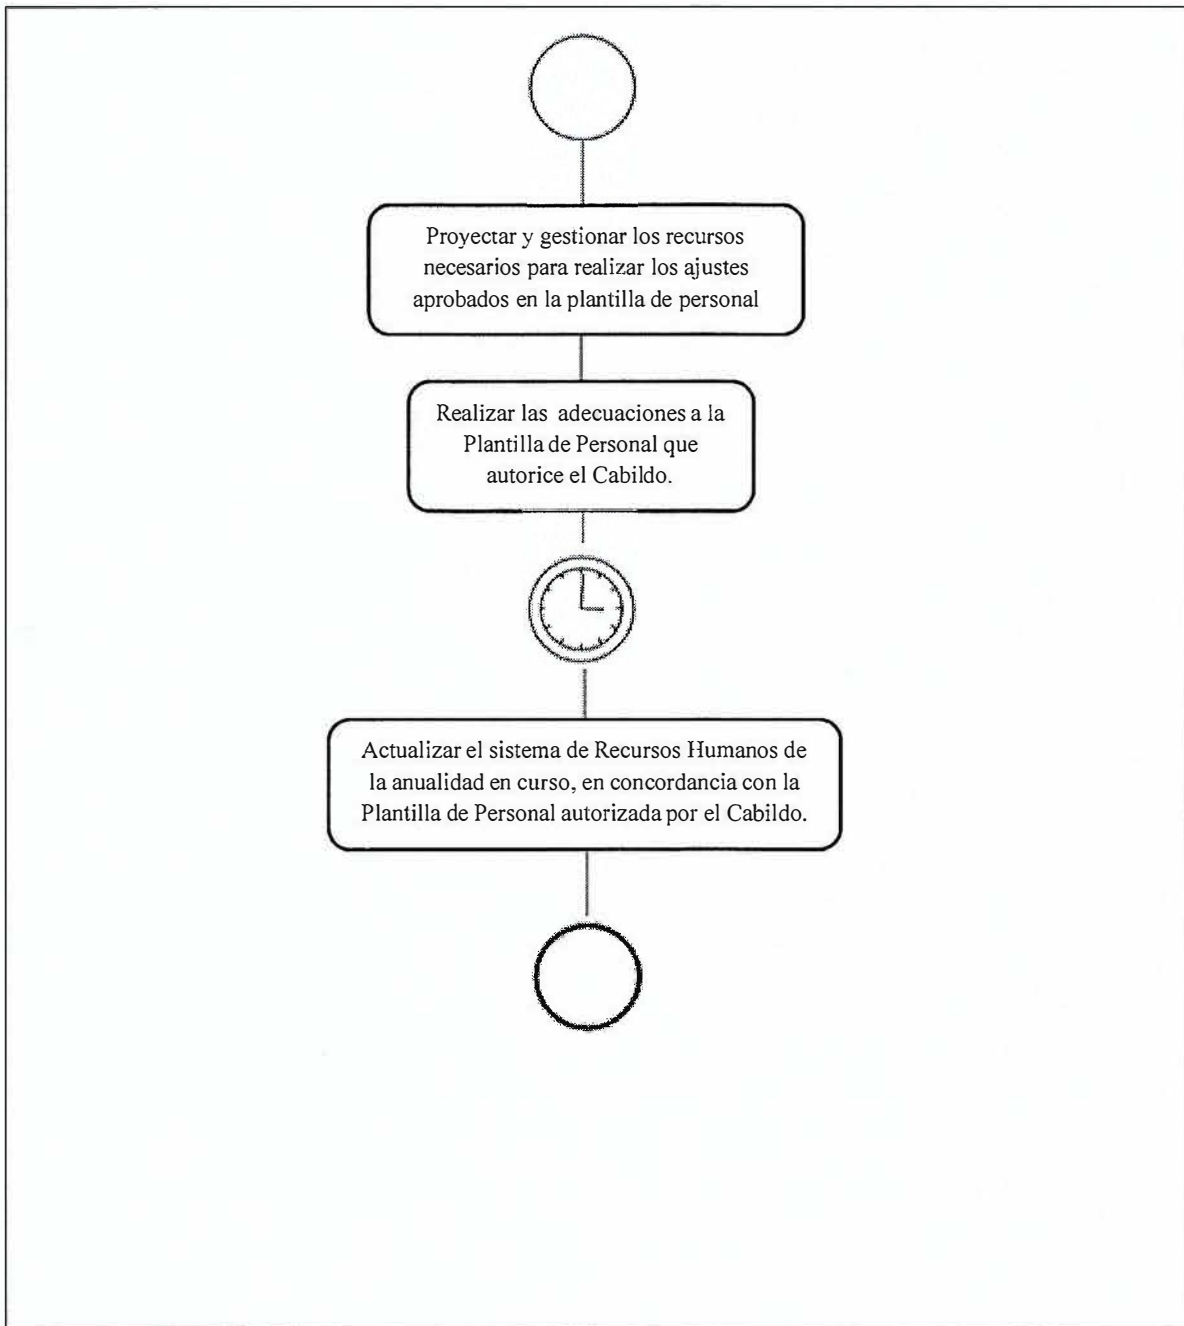 Proyectar y gestionar los recursos
necesarios para realizar los ajustes
aprobados en la plantilla de personal
Realizar las adecuaciones a la
Plantilla de Personal que
autorice el Cabildo.
Actualizar el sistema de Recursos Humanos de
la anualidad en curso, en concordancia con la
Plantilla de Personal autorizada por el Cabildo.